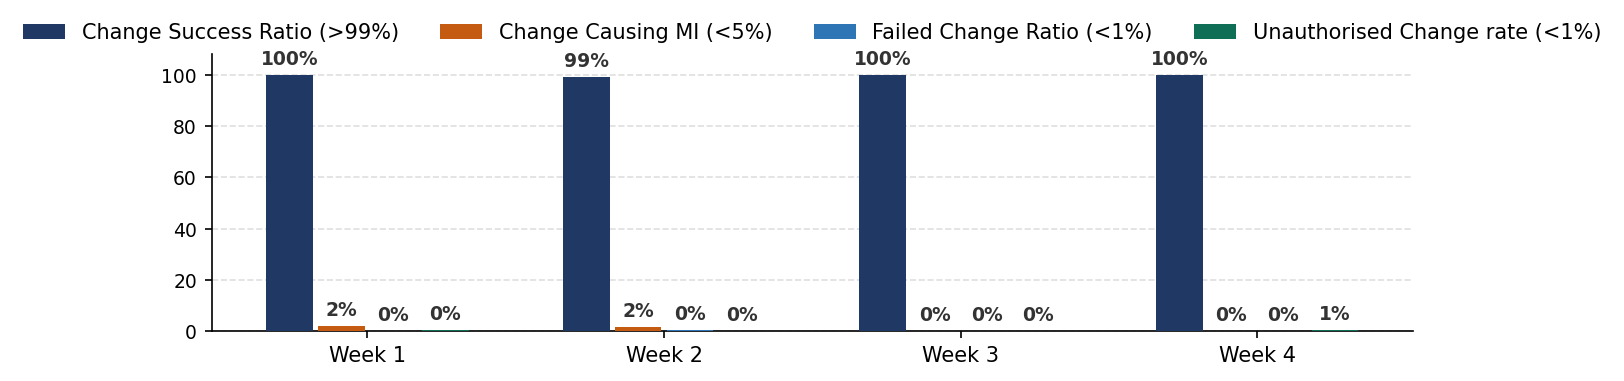 Change Success Ratio (>99%) Change Causing MI (<5%) Failed Change Ratio (<1%) Unauthorised Change rate (<1%)
100% 99% 100% 100%
100
80
60
40
20
2% 0% 0% 2% 0% 0% 0% 0% 0% 0% 0% 1%
0
Week 1 Week 2 Week 3 Week 4